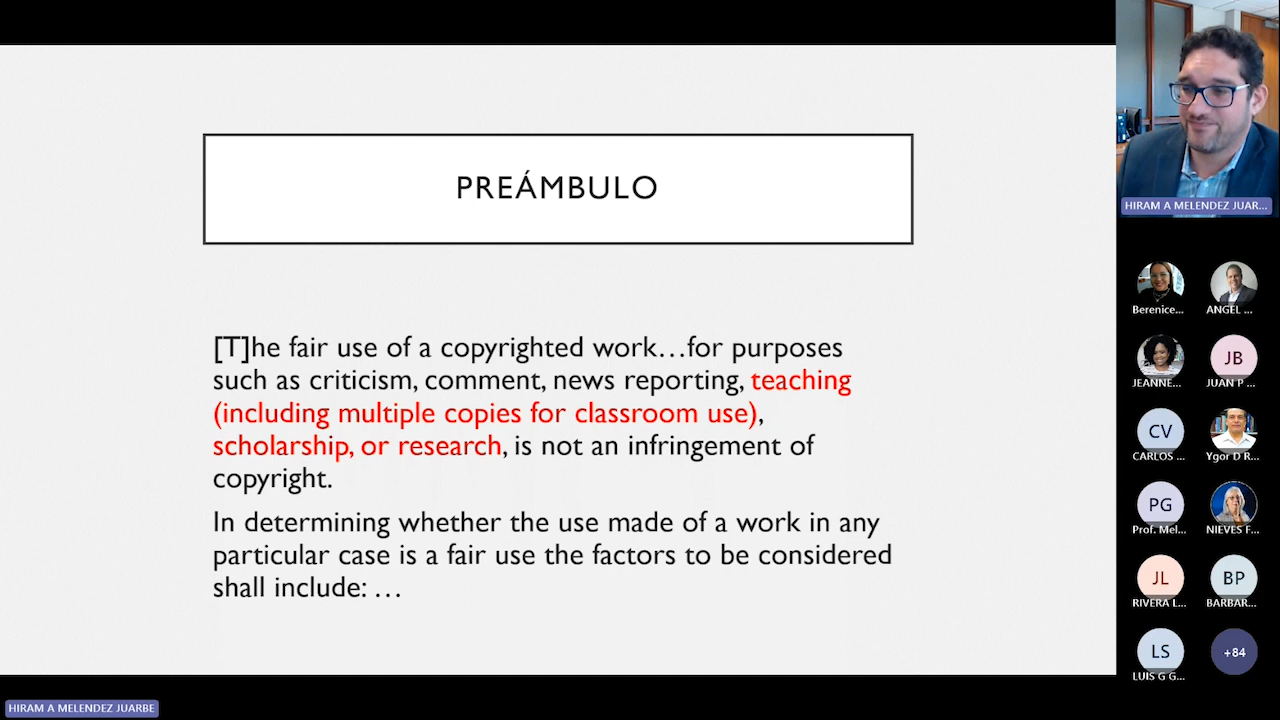 PREÁMBULO
[T]he fair use of a copyrighted work…for purposes
such as criticism, comment, news reporting, teaching
(including multiple copies for classroom use),
scholarship, or research, is not an infringement of
copyright.
In determining whether the use made of a work in any
particular case is a fair use the factors to be considered
shall include: …
HIRAM A MELENDEZ JUAR...
Berenice...
ANGEL ...
JB
JEANNE...
JUAN P ...
CV
CARLOS ...
Ygor D R...
PG
Prof. Mel...
NIEVES F...
JL
BP
RIVERA L...
BARBAR...
LS
+84
LUIS G G...
HIRAM A MELENDEZ JUARBE